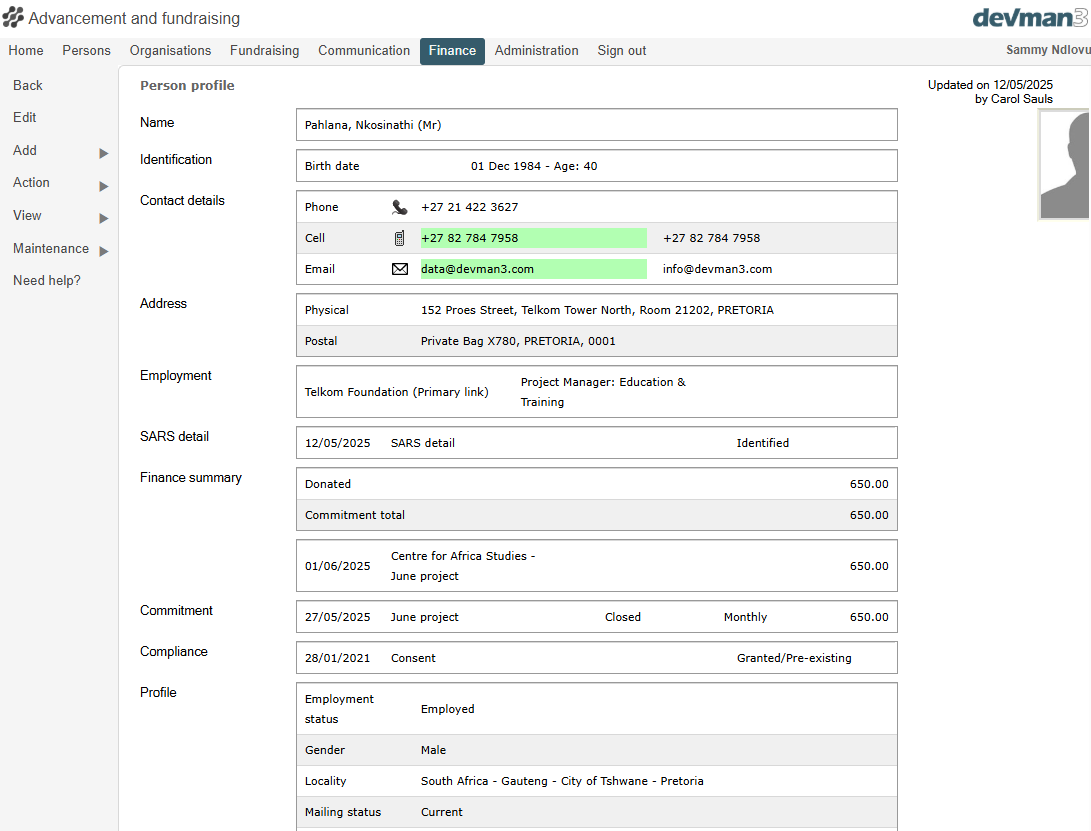 Advancement and fundraising
devman3
Home Persons Organisations Fundraising Communication Finance Administration Sign out Sammy Ndlovu
Back
Edit
Add
Action
View
Maintenance
Need help?
Person profile
Updated on 12/05/2025
by Carol Sauls
Name
Pahlana, Nkosinathi (Mr)
Identification
Birth date 01 Dec 1984 - Age: 40
Contact details
Phone +27 21 422 3627
Cell +27 82 784 7958 +27 82 784 7958
Email data@devman3.com info@devman3.com
Address
Physical 152 Proes Street, Telkom Tower North, Room 21202, PRETORIA
Postal Private Bag X780, PRETORIA, 0001
Employment
Telkom Foundation (Primary link)
Project Manager: Education &
Training
SARS detail
12/05/2025 SARS detail Identified
Finance summary
Donated 650.00
Commitment total 650.00
01/06/2025
Centre for Africa Studies -
June project
650.00
Commitment
27/05/2025 June project Closed Monthly 650.00
Compliance
28/01/2021 Consent Granted/Pre-existing
Profile
Employment
status
Employed
Gender Male
Locality South Africa - Gauteng - City of Tshwane - Pretoria
Mailing status Current